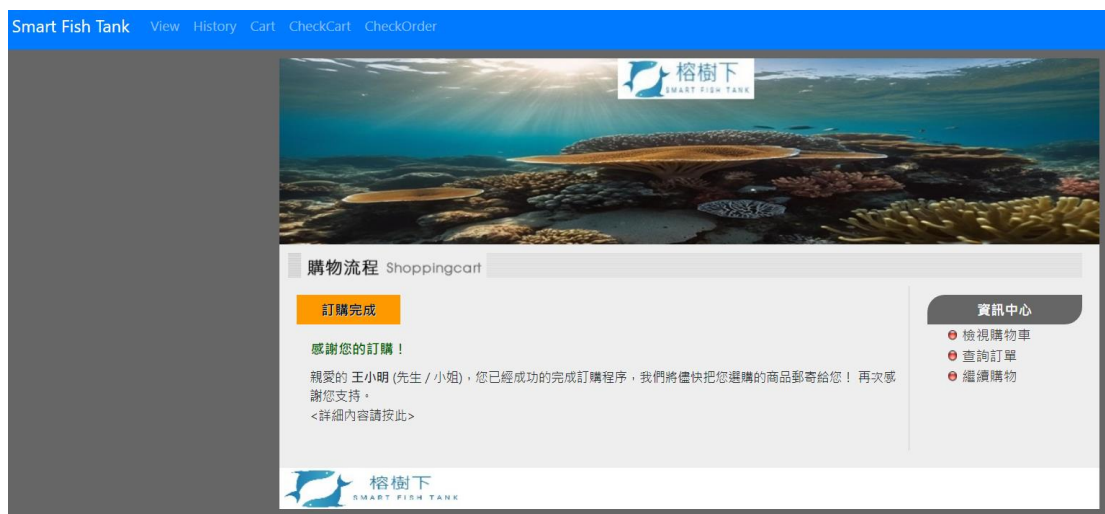 Smart Fish Tank View History Cart CheckCart CheckOrder
榕樹下
SMART FISH TANK
購物流程 Shoppingcart
訂購完成
感謝您的訂購！
親愛的 王小明 (先生 / 小姐)，您已經成功的完成訂購程序，我們將儘快把您選購的商品郵寄給您！ 再次感
謝您支持。
<詳細內容請按此>
資訊中心
檢視購物車
查詢訂單
繼續購物
榕樹下
SMART FISH TANK